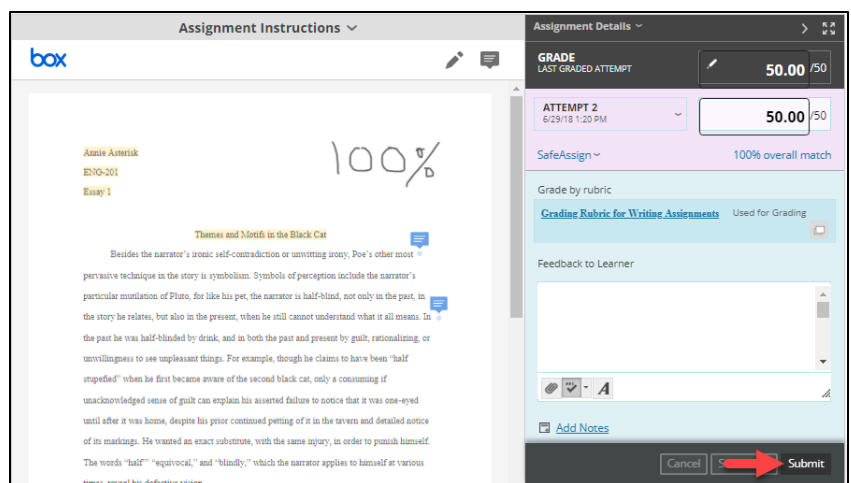 Assignment Instructions
box
100%
Annie Asterisk
ENG-201
Essay 1
Themes and Motifs in the Black Cat
Besides the narrator's ironic self-contradiction or unwitting irony, Poe's other most
pervasive technique in the story is symbolism. Symbols of perception include the narrator's
particular mutilation of Pluto, for like his pet, the narrator is half-blind, not only in the past, in
the story he relates, but also in the present, when he still cannot understand what it all means. In
the past he was half-blinded by drink, and in both the past and present by guilt, rationalizing, or
unwillingness to see unpleasant things. For example, though he claims to have been "half
stupefied" when he first became aware of the second black cat, only a consuming if
unacknowledged sense of guilt can explain his asserted failure to notice that it was one-eyed
until after it was home, despite his prior continued petting of it in the tavern and detailed notice
of its markings. He wanted an exact substitute, with the same injury, in order to punish himself.
The words "half" "equivocal," and "blindly," which the narrator applies to himself at various
times, reveal his defective vision.
Assignment Details
GRADE
LAST GRADED ATTEMPT
50.00 /50
ATTEMPT 2
6/29/18 1:20 PM
50.00 /50
SafeAssign
100% overall match
Grade by rubric
Grading Rubric for Writing Assignments
Used for Grading
Feedback to Learner
A
Add Notes
Cancel
S
Submit